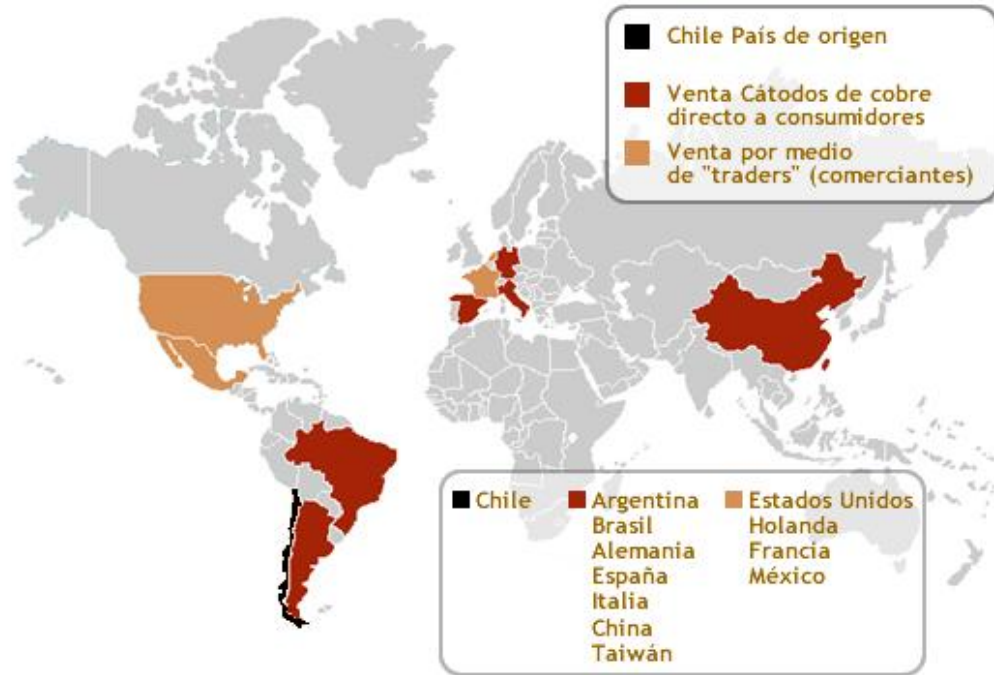 Chile País de origen
Venta Cátodos de cobre
directo a consumidores
Venta por medio
de "traders" (comerciantes)
Chile
Argentina
Brasil
Alemania
España
Italia
China
Taiwán
Estados Unidos
Holanda
Francia
México